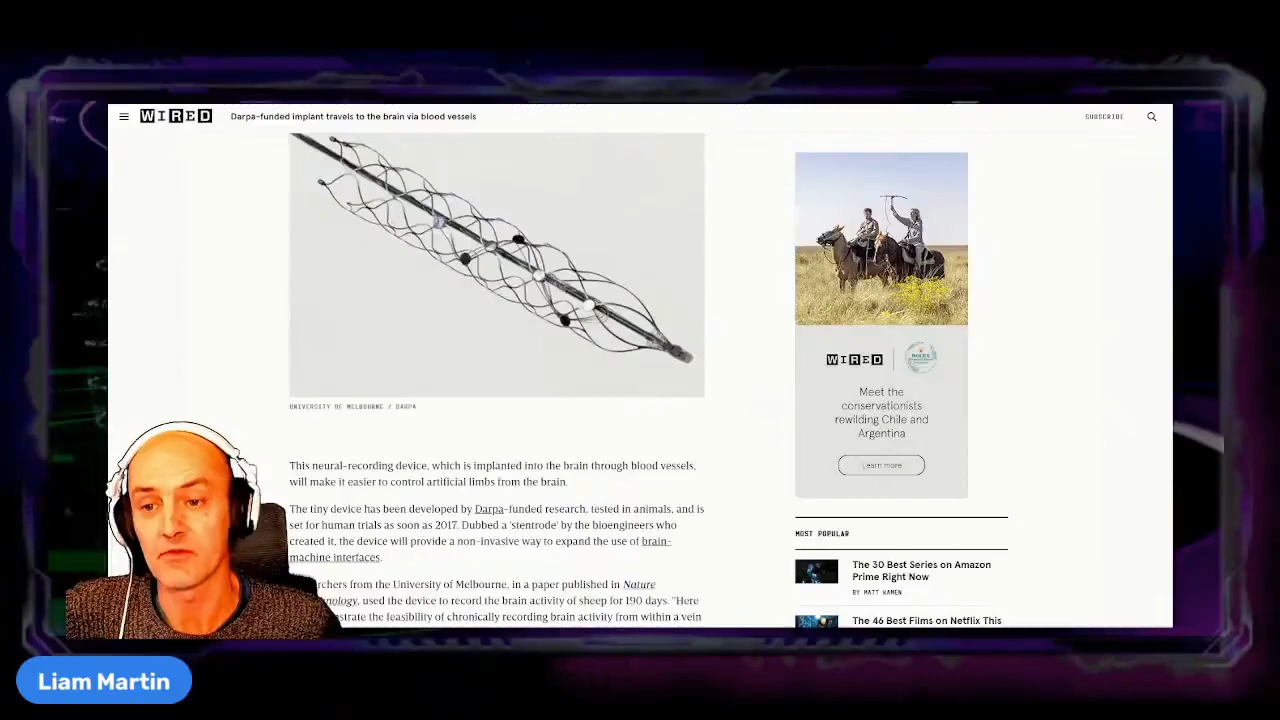 WIRED
Darpa-funded implant travels to the brain via blood vessels
SUBSCRIBE
UNIVERSITY OF MELBOURNE / DARPA
This neural-recording device, which is implanted into the brain through blood vessels,
will make it easier to control artificial limbs from the brain.
The tiny device has been developed by Darpa-funded research, tested in animals, and is
set for human trials as soon as 2017. Dubbed a 'stentrode' by the bioengineers who
created it, the device will provide a non-invasive way to expand the use of brain-
machine interfaces.
rchers from the University of Melbourne, in a paper published in Nature
nology, used the device to record the brain activity of sheep for 190 days. "Here
strate the feasibility of chronically recording brain activity from within a vein
WIRED
ROLEX
Meet the
conservationists
rewilding Chile and
Argentina
Learn more
MOST POPULAR
The 30 Best Series on Amazon
Prime Right Now
BY MATT KAMEN
The 46 Best Films on Netflix This
Liam Martin